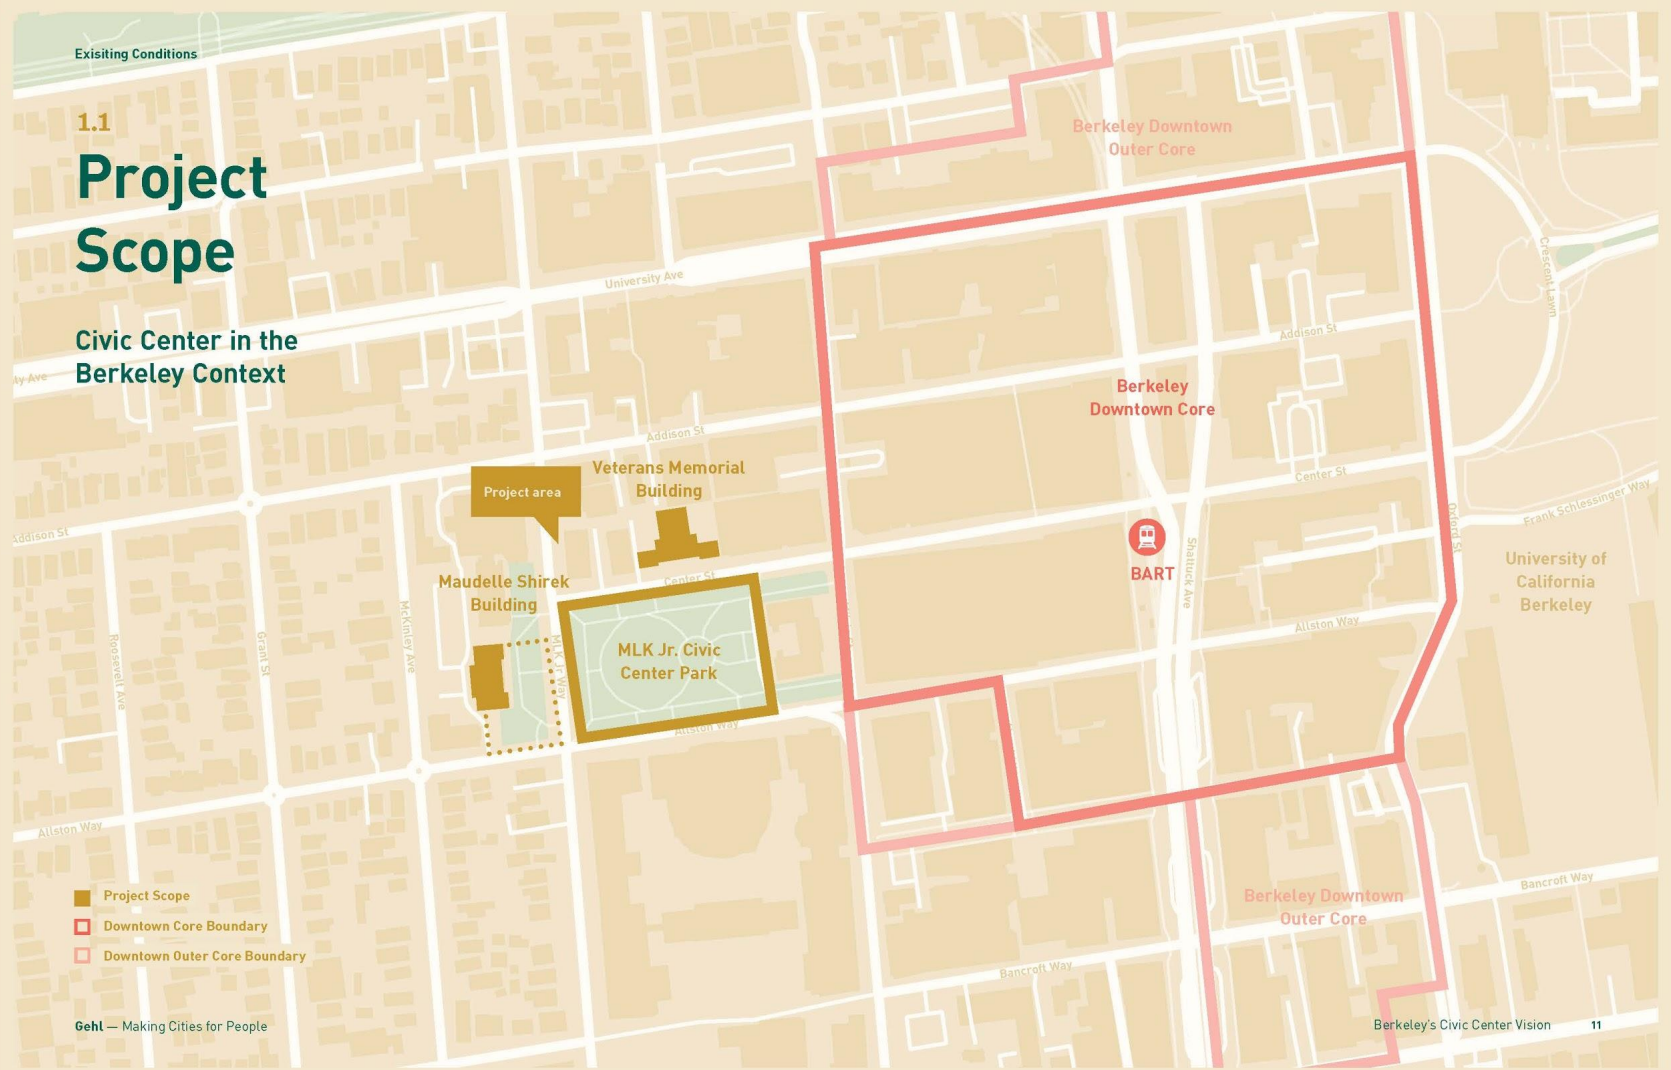 Exisiting Conditions
1.1
Project
Scope
Civic Center in the
Berkeley Context
Berkeley Downtown
Outer Core
University Ave
ly Ave
Crescent Lawn
Addison St
Berkeley
Downtown Core
Addison St
Veterans Memorial
Building
Project area
Center St
Addison St
Frank Schlessinger Way
Oxford St
BART
Shattuck Ave
University of
California
Berkeley
Center St
Maudelle Shirek
Building
MLK Jr. Civic
Center Park
MLK Jr Way
McKinley Ave
Grant St
Roosevelt Ave
Allston Way
Allston Way
Allston Way
Project Scope
Downtown Core Boundary
Downtown Outer Core Boundary
Berkeley Downtown
Outer Core
Bancroft Way
Bancroft Way
Gehl — Making Cities for People
Berkeley's Civic Center Vision 11